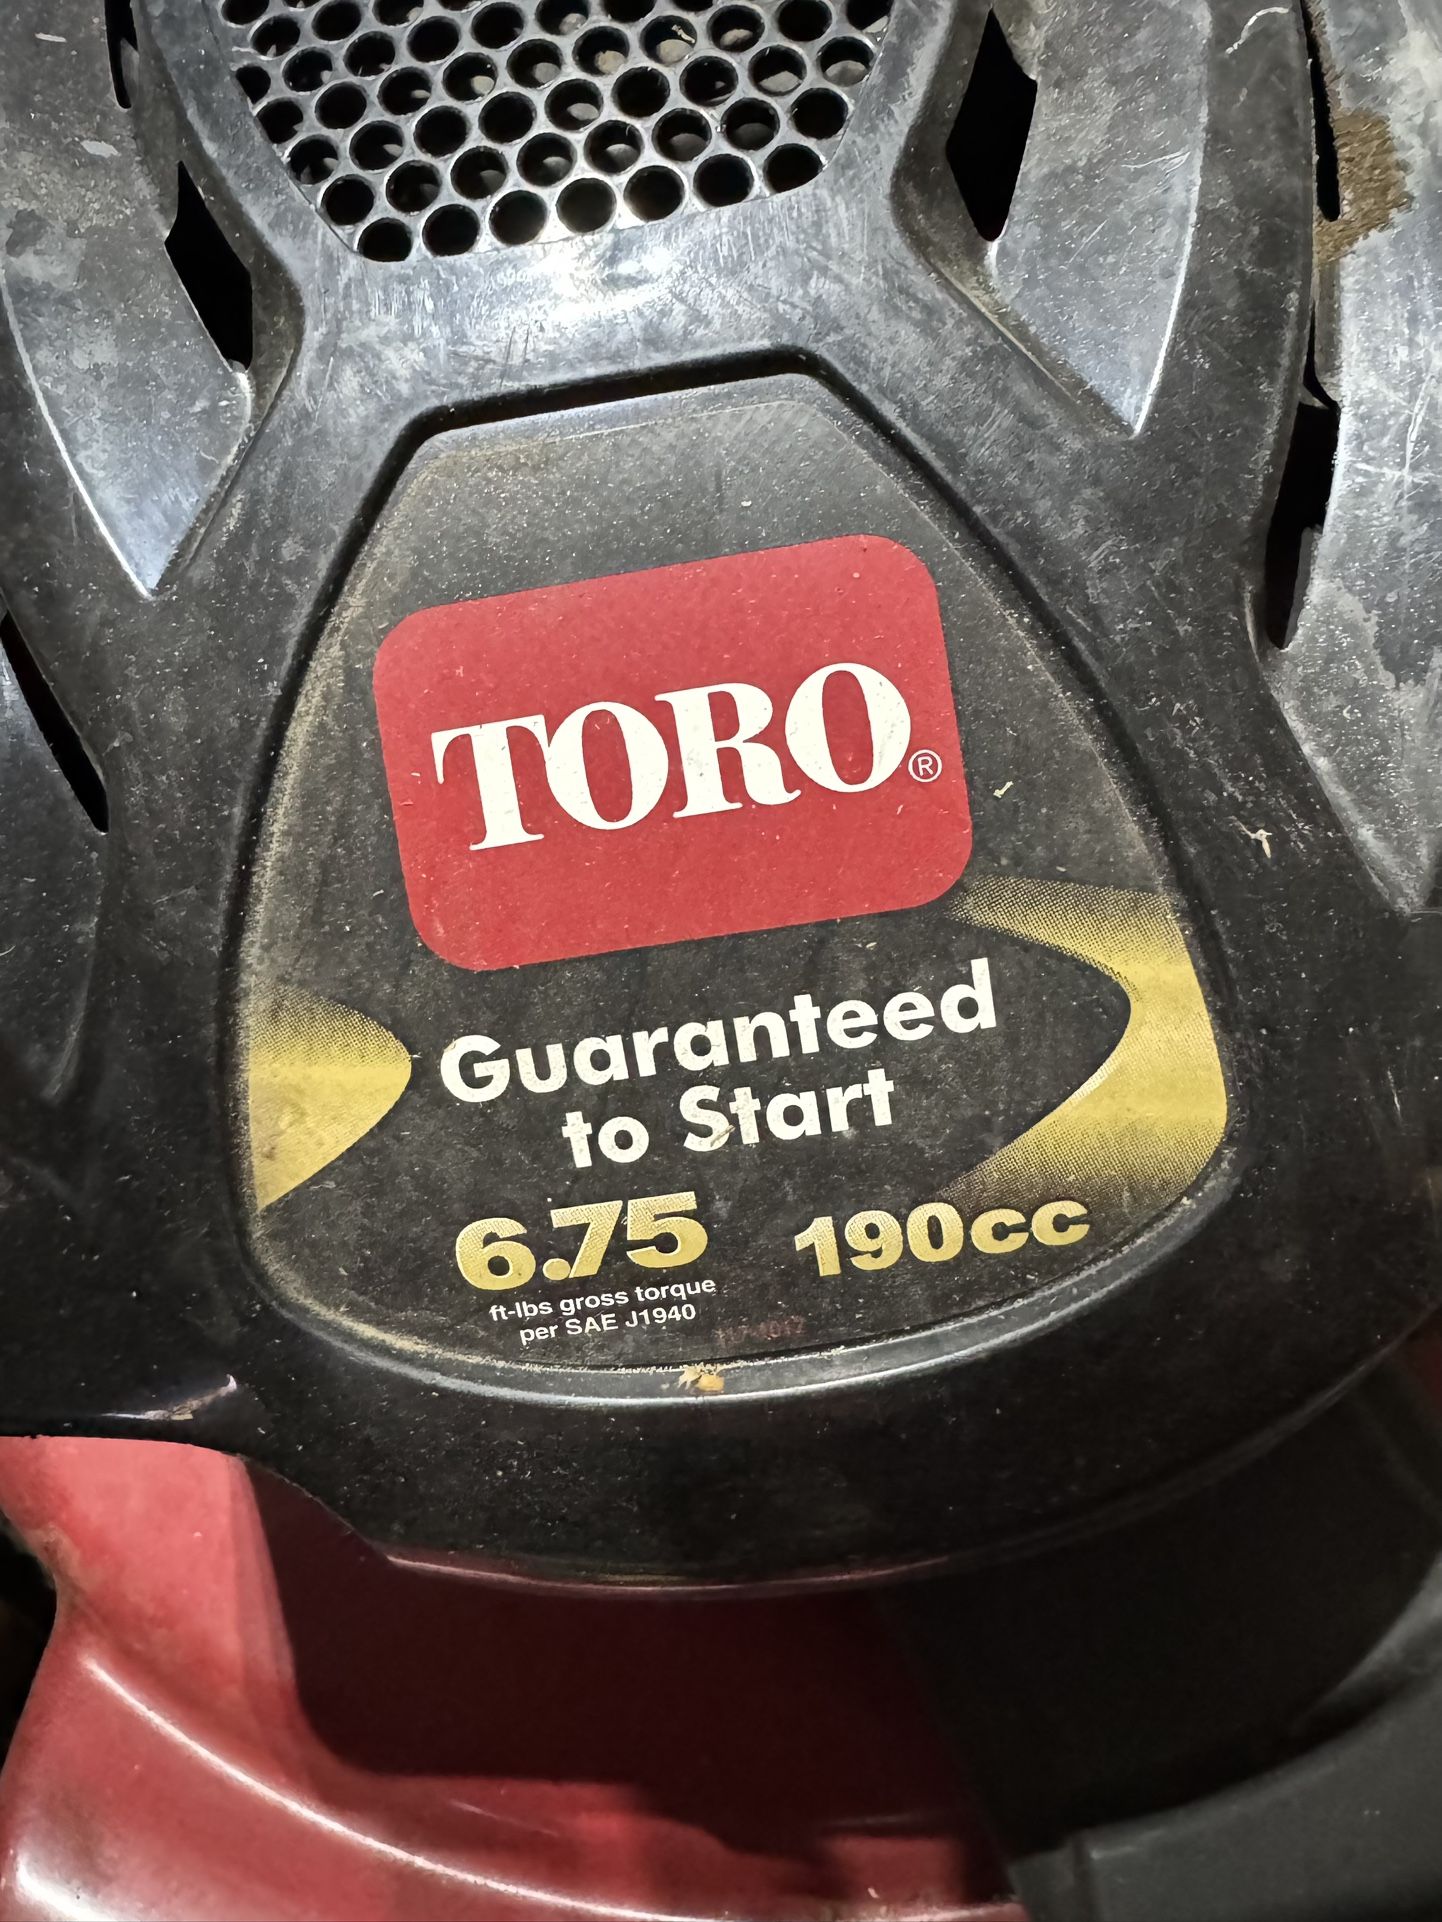 TORO®
Guaranteed
to Start
6.75 190cc
ft-lbs gross torque
per SAE J1940